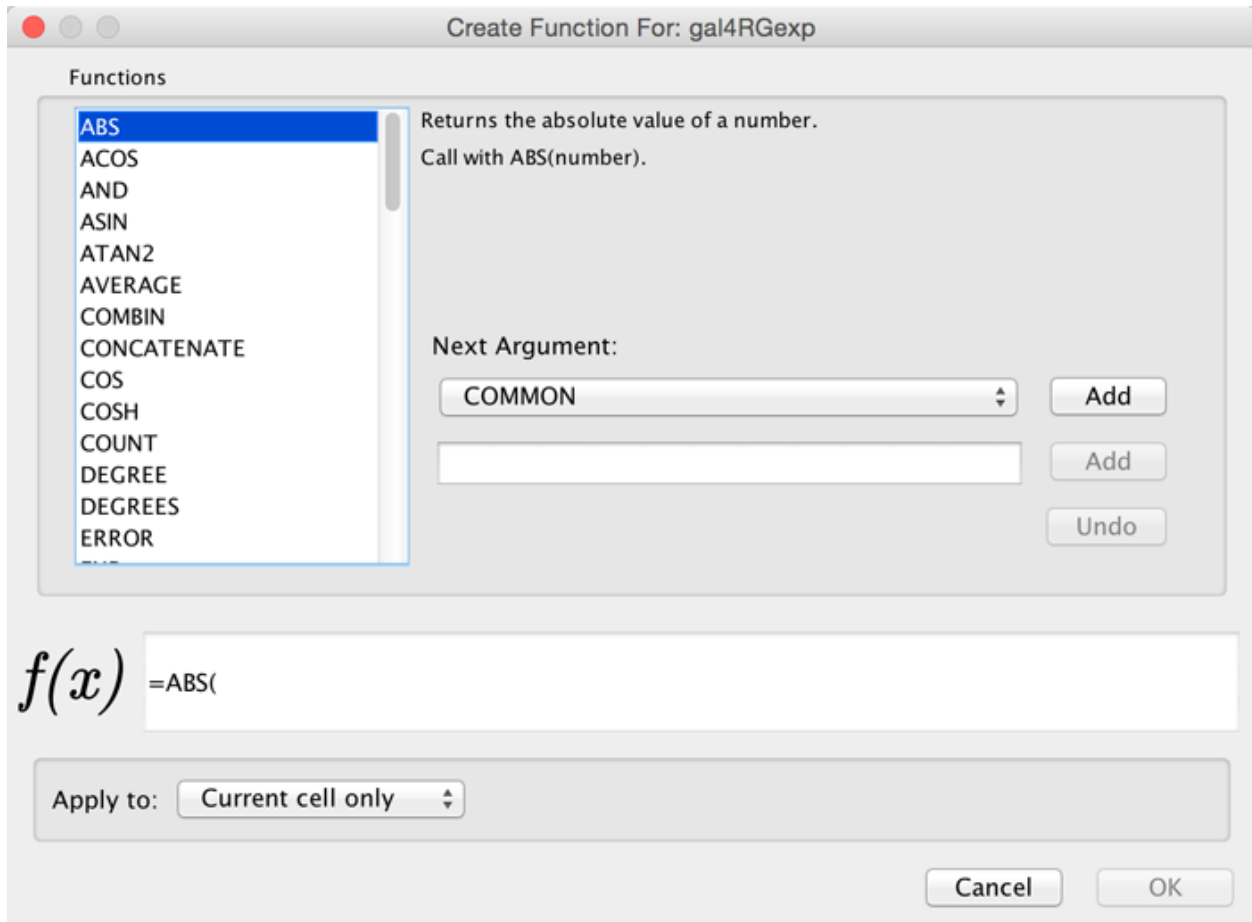 Create Function For: gal4RGexp
Functions
ABS
ACOS
AND
ASIN
ATAN2
AVERAGE
COMBIN
CONCATENATE
COS
COSH
COUNT
DEGREE
DEGREES
ERROR
Returns the absolute value of a number.
Call with ABS(number).
Next Argument:
COMMON
Add
Add
Undo
f(x) =ABS(
Apply to: Current cell only
Cancel OK